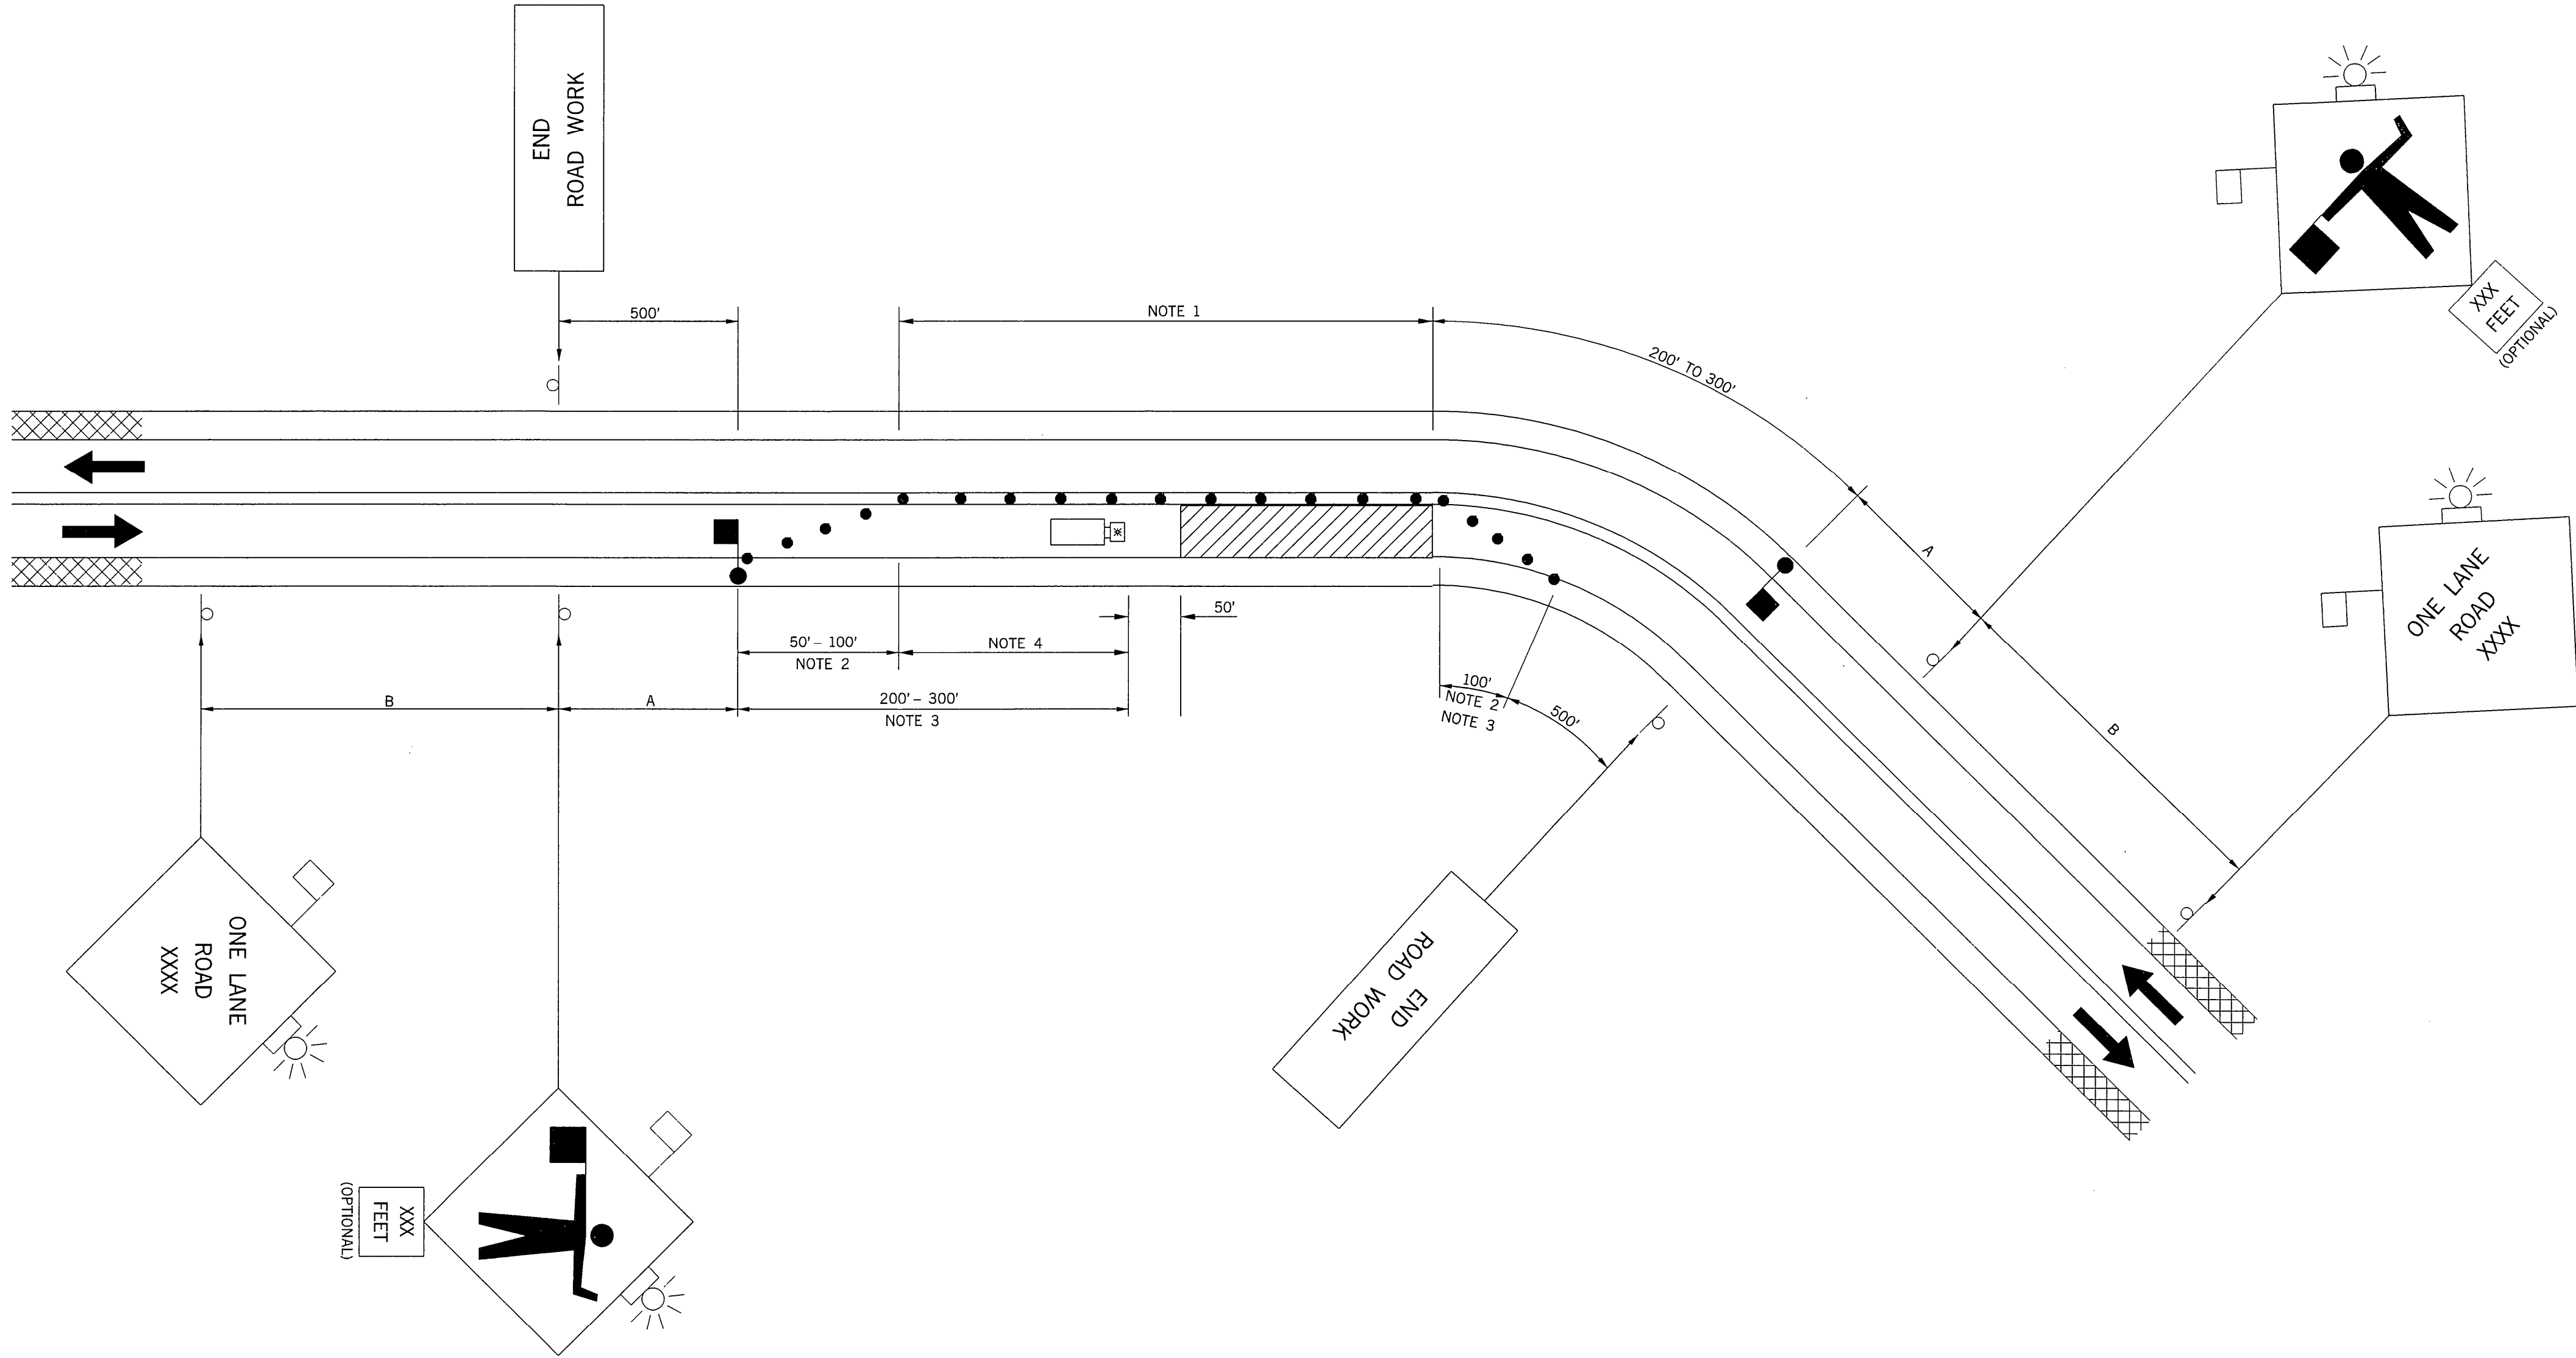 END
ROAD WORK
500'
NOTE 1
200' TO 300'
XXX
FEET
(OPTIONAL)
A
B
ONE LANE
ROAD
XXXX
50'
50'- 100'
NOTE 2
NOTE 4
B
A
200'- 300'
NOTE 3
100'
NOTE 2
NOTE 3
500'
END
ROAD WORK
ONE LANE
ROAD
XXXX
XXX
FEET
(OPTIONAL)